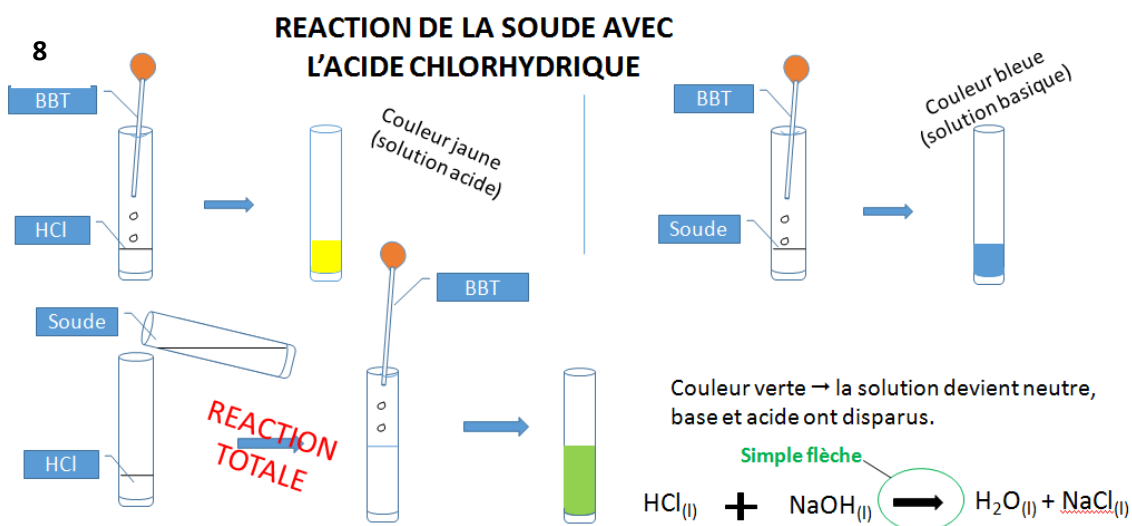 8
REACTION DE LA SOUDE AVEC
L'ACIDE CHLORHYDRIQUE
BBT
HCl
Couleur jaune
(solution acide)
BBT
Soude
Couleur bleue
(solution basique)
Soude
HCl
REACTION
TOTALE
BBT
Couleur verte → la solution devient neutre,
base et acide ont disparus.
Simple flèche
HCl(l) + NaOH(l) → H₂O(l) + NaCl(l)